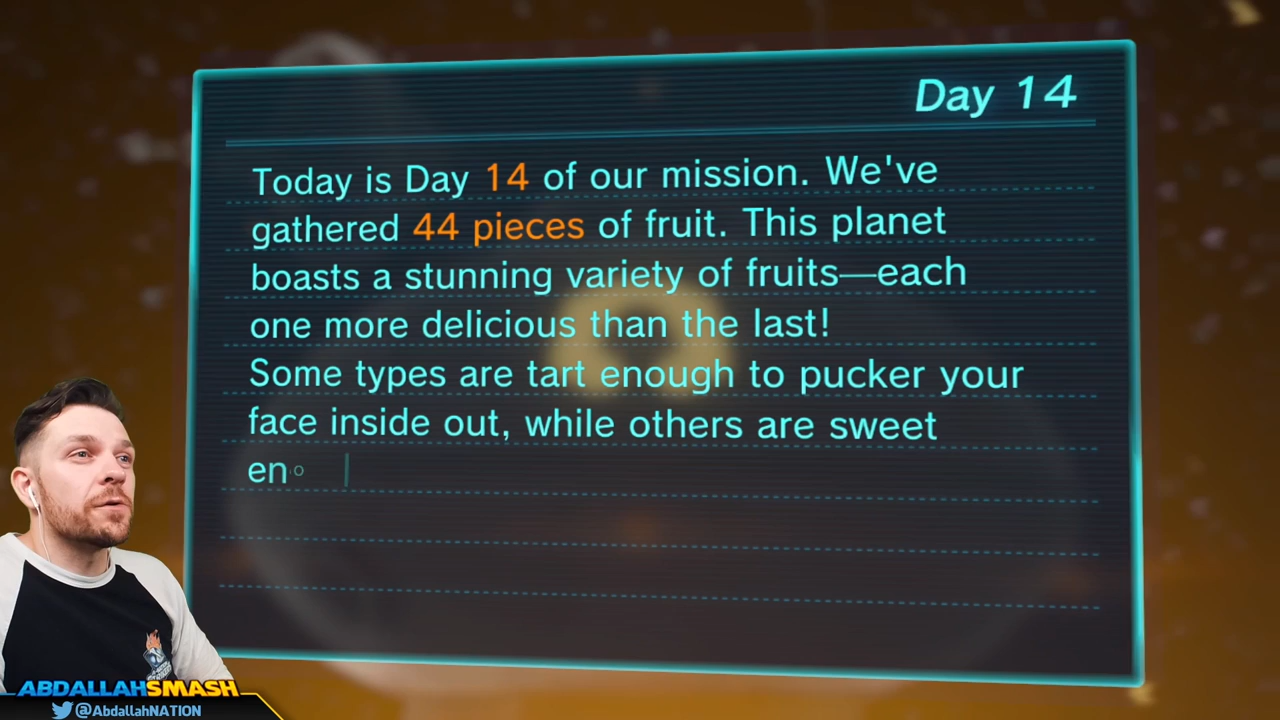 Day 14
Today is Day 14 of our mission. We've
gathered 44 pieces of fruit. This planet
boasts a stunning variety of fruits—each
one more delicious than the last!
Some types are tart enough to pucker your
face inside out, while others are sweet
eno
ABDALLAHSMASH
@AbdallahNATION